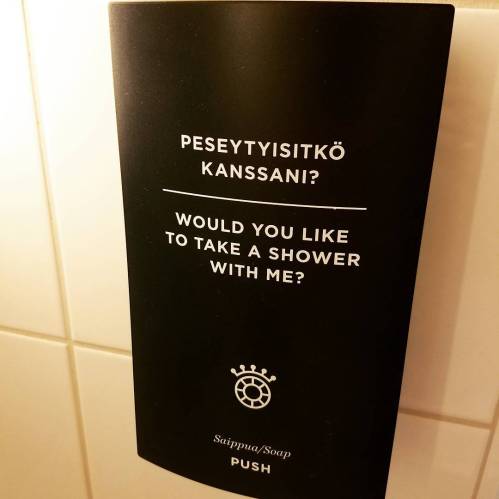 PESEYTYISITKÖ
KANSSANI?
WOULD YOU LIKE
TO TAKE A SHOWER
WITH ME?
Saippua/Soap
PUSH